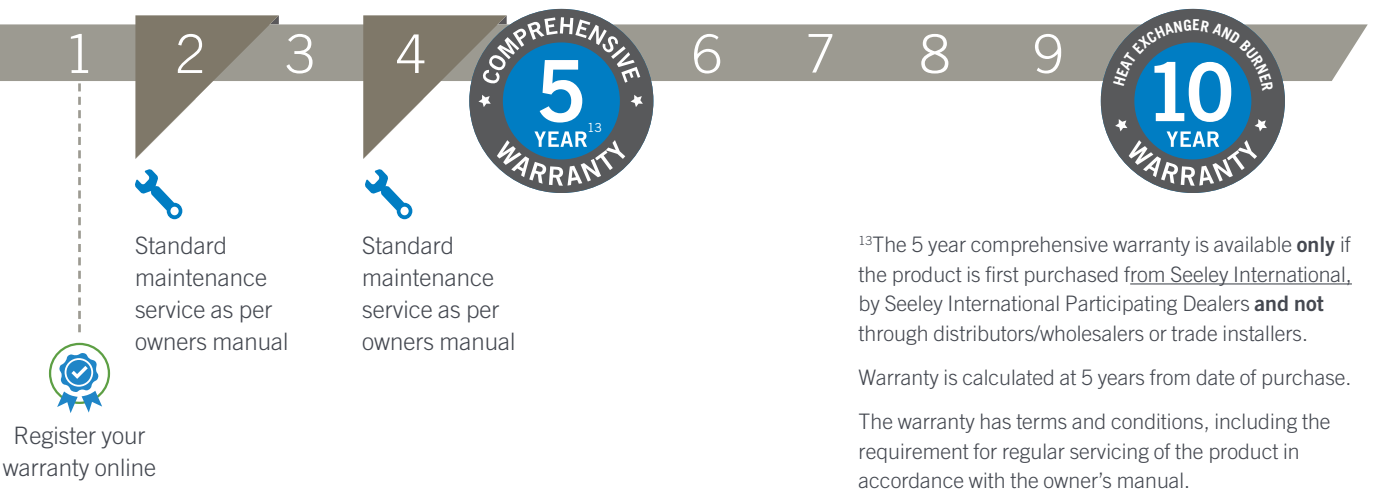 1 2 3 4 6 7 8 9
COMPREHENSIVE
5
YEAR¹³
WARRANTY
HEAT EXCHANGER AND BURNER
10
YEAR
WARRANTY
Standard
maintenance
service as per
owners manual
Standard
maintenance
service as per
owners manual
Register your
warranty online
¹³The 5 year comprehensive warranty is available only if
the product is first purchased from Seeley International,
by Seeley International Participating Dealers and not
through distributors/wholesalers or trade installers.
Warranty is calculated at 5 years from date of purchase.
The warranty has terms and conditions, including the
requirement for regular servicing of the product in
accordance with the owner’s manual.